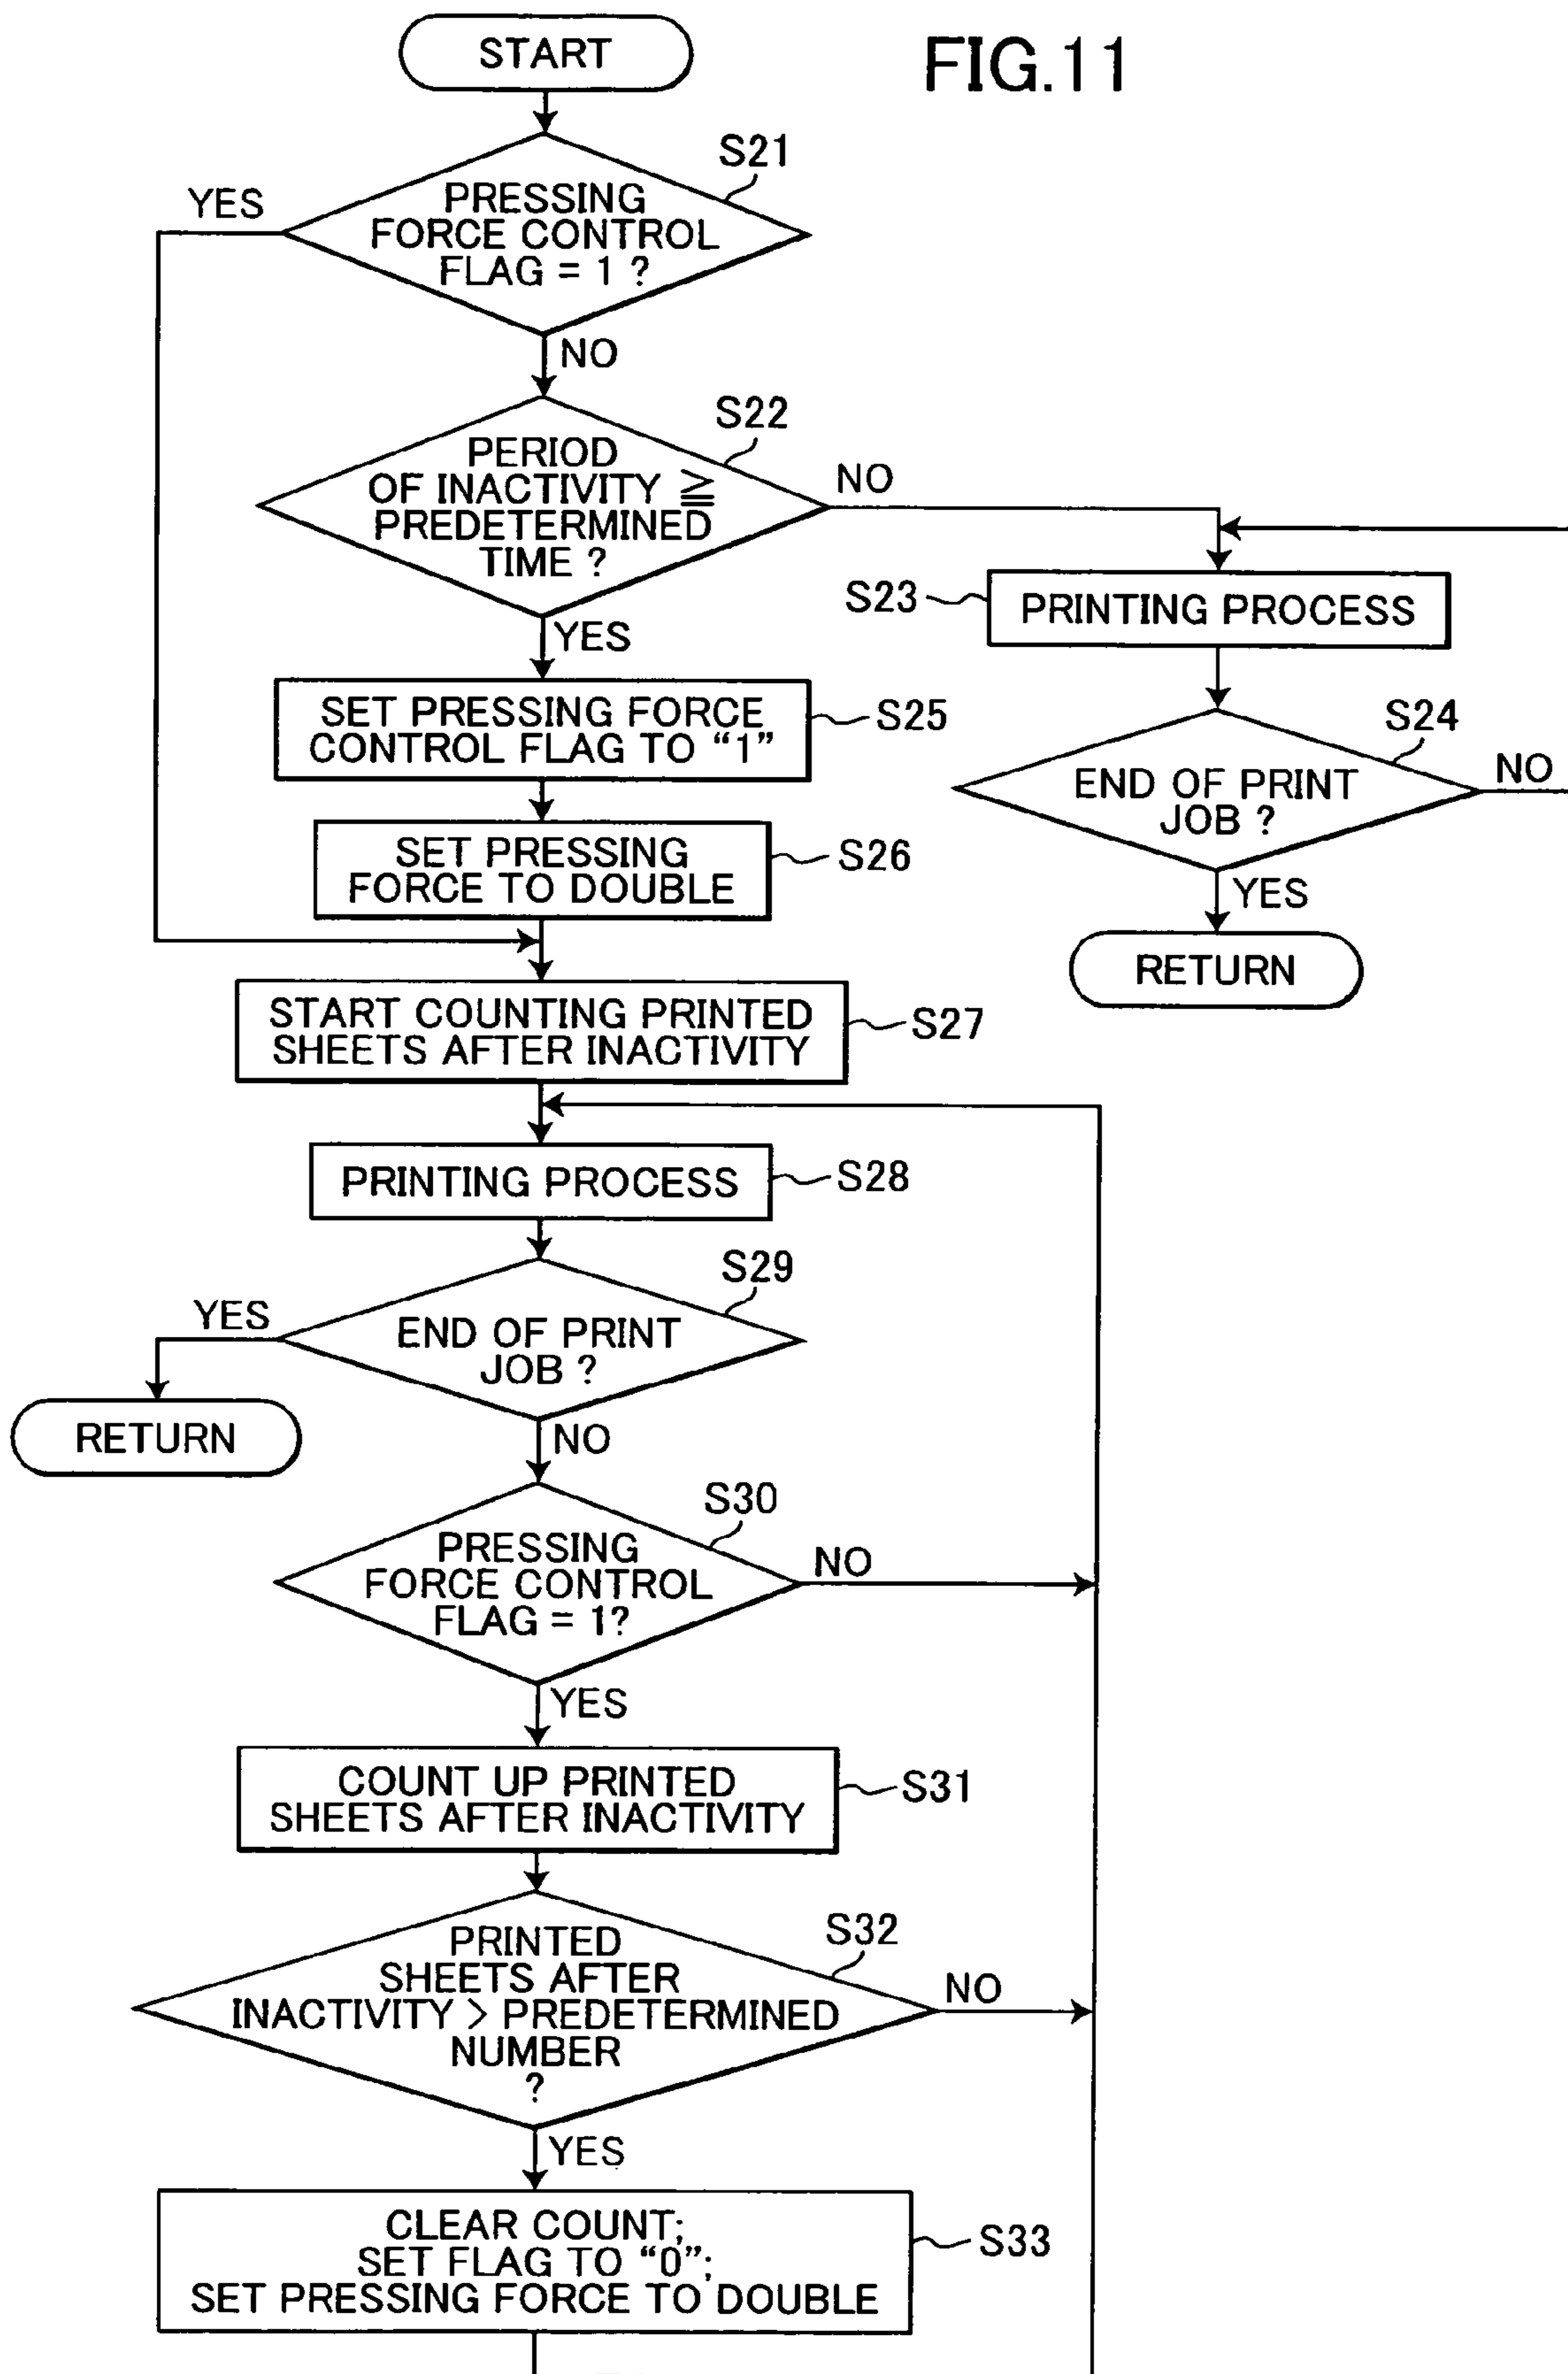 START
FIG.11
S21
YES
PRESSING
FORCE CONTROL
FLAG = 1 ?
NO
S22
PERIOD
OF INACTIVITY ≧
PREDETERMINED
TIME ?
NO
YES
S23
PRINTING PROCESS
SET PRESSING FORCE
CONTROL FLAG TO “1”
S25
S24
END OF PRINT
JOB ?
NO
YES
RETURN
SET PRESSING
FORCE TO DOUBLE
S26
START COUNTING PRINTED
SHEETS AFTER INACTIVITY
S27
PRINTING PROCESS
S28
S29
YES
END OF PRINT
JOB ?
RETURN
NO
S30
PRESSING
FORCE CONTROL
FLAG = 1?
NO
YES
COUNT UP PRINTED
SHEETS AFTER INACTIVITY
S31
S32
PRINTED
SHEETS AFTER
INACTIVITY > PREDETERMINED
NUMBER
?
NO
YES
CLEAR COUNT;
SET FLAG TO “0”;
SET PRESSING FORCE TO DOUBLE
S33